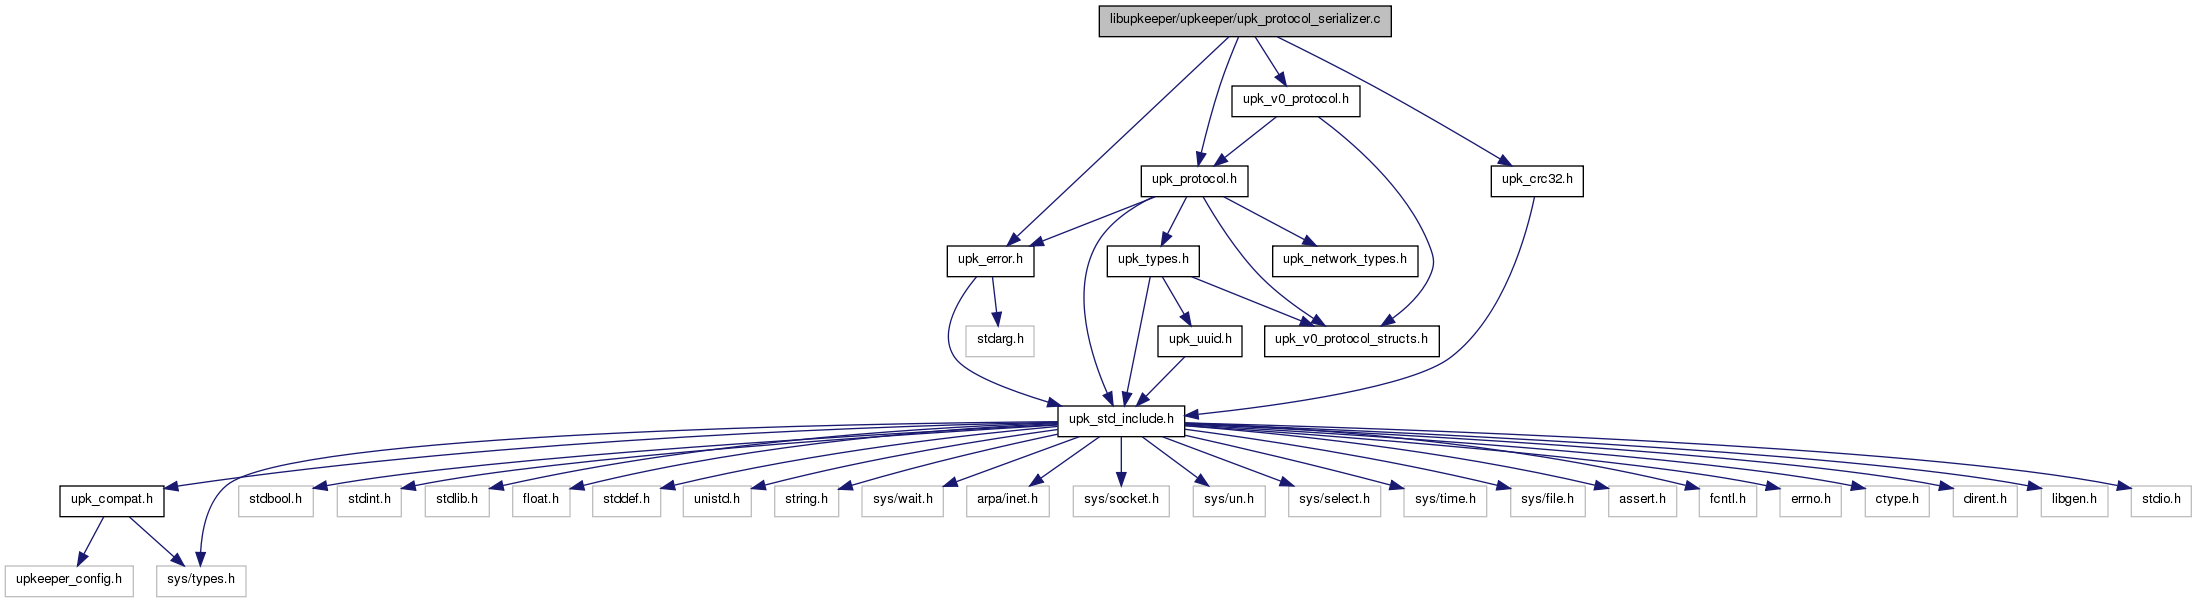 libupkeeper/upkeeper/upk_protocol_serializer.c
upk_v0_protocol.h
upk_protocol.h
upk_crc32.h
upk_error.h
upk_types.h
upk_network_types.h
stdarg.h
upk_uuid.h
upk_v0_protocol_structs.h
upk_std_include.h
upk_compat.h
stdbool.h
stdint.h
stdlib.h
float.h
stddef.h
unistd.h
string.h
sys/wait.h
arpa/inet.h
sys/socket.h
sys/un.h
sys/select.h
sys/time.h
sys/file.h
assert.h
fcntl.h
errno.h
ctype.h
dirent.h
libgen.h
stdio.h
upkeeper_config.h
sys/types.h